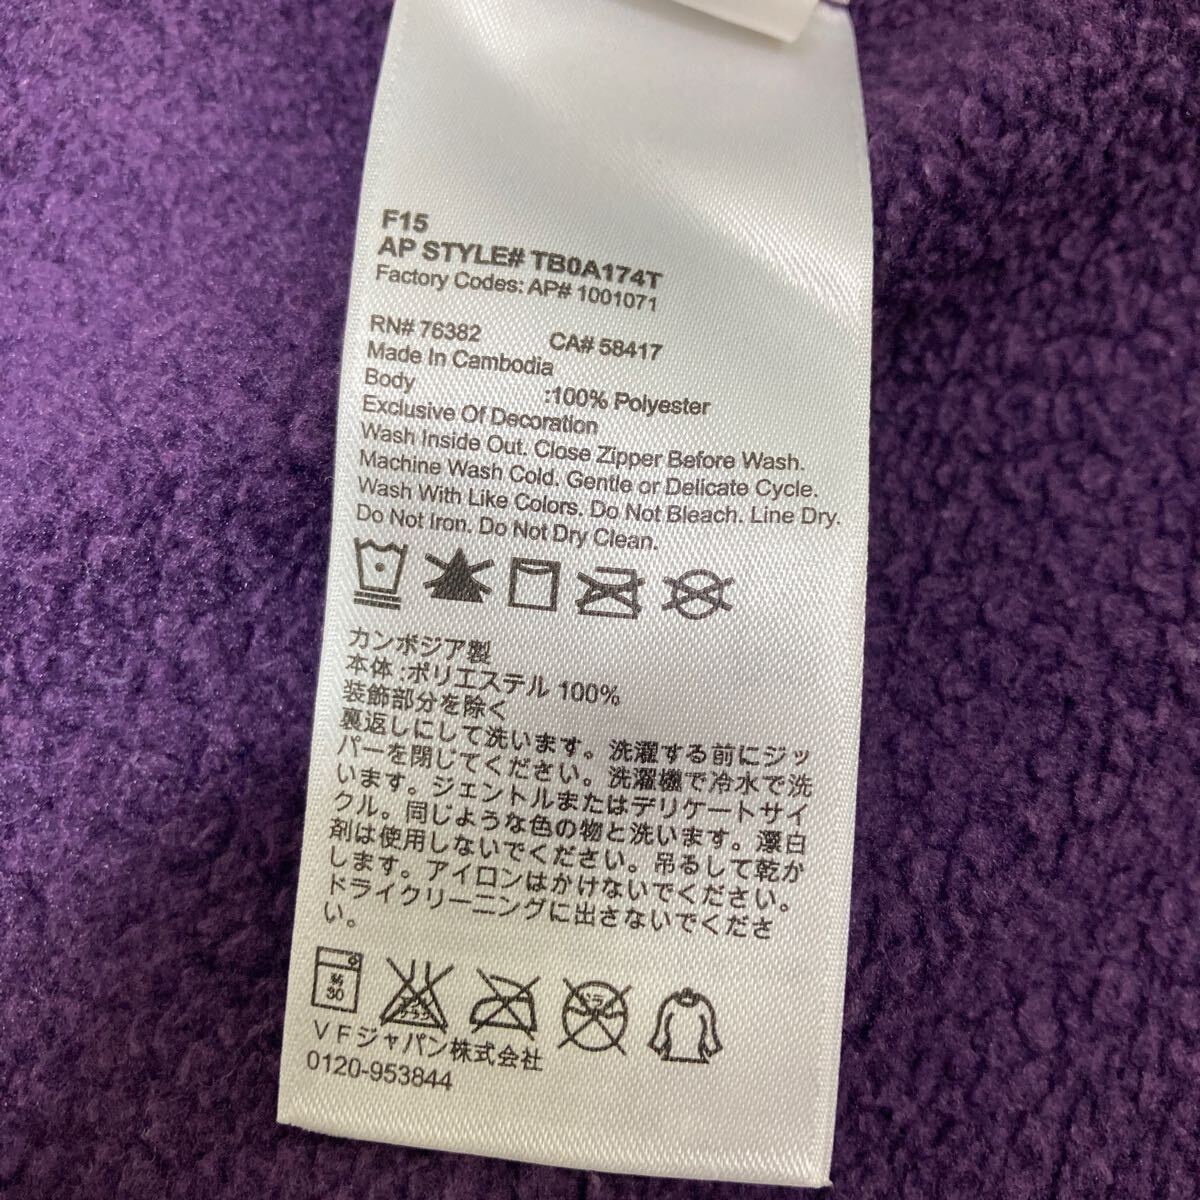 F15
AP STYLE# TB0A174T
Factory Codes: AP# 1001071
RN# 76382 CA# 58417
Made In Cambodia
Body :100% Polyester
Exclusive Of Decoration
Wash Inside Out. Close Zipper Before Wash.
Machine Wash Cold. Gentle or Delicate Cycle.
Wash With Like Colors. Do Not Bleach. Line Dry.
Do Not Iron. Do Not Dry Clean.
カンボジア製
本体 :ポリエステル 100%
装飾部分を除く
裏返しにして洗います。洗濯する前にジッ
パーを閉じてください。洗濯機で冷水で洗
います。ジェントルまたはデリケートサイ
クル。同じような色の物と洗います。漂白
剤は使用しないでください。吊るして乾か
します。アイロンはかけないでください。
ドライクリーニングに出さないでくださ
い。
30
VFジャパン株式会社
0120-953844